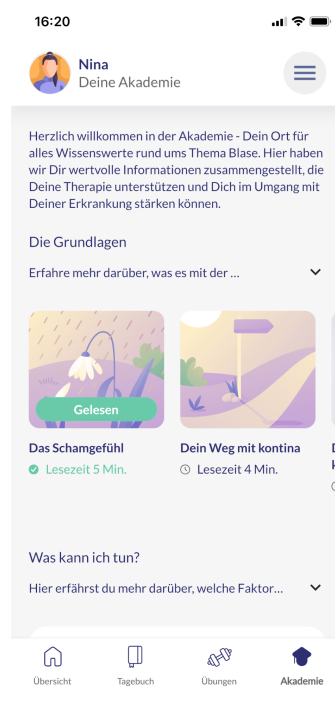 16:20
Nina
Deine Akademie
Herzlich willkommen in der Akademie - Dein Ort für
alles Wissenswerte rund ums Thema Blase. Hier haben
wir Dir wertvolle Informationen zusammengestellt, die
Deine Therapie unterstützen und Dich im Umgang mit
Deiner Erkrankung stärken können.
Die Grundlagen
Erfahre mehr darüber, was es mit der ...
Gelesen
Das Schamgefühl
Dein Weg mit kontina
Lesezeit 5 Min.
Lesezeit 4 Min.
Was kann ich tun?
Hier erfährst du mehr darüber, welche Faktor...
Übersicht
Tagebuch
Übungen
Akademie